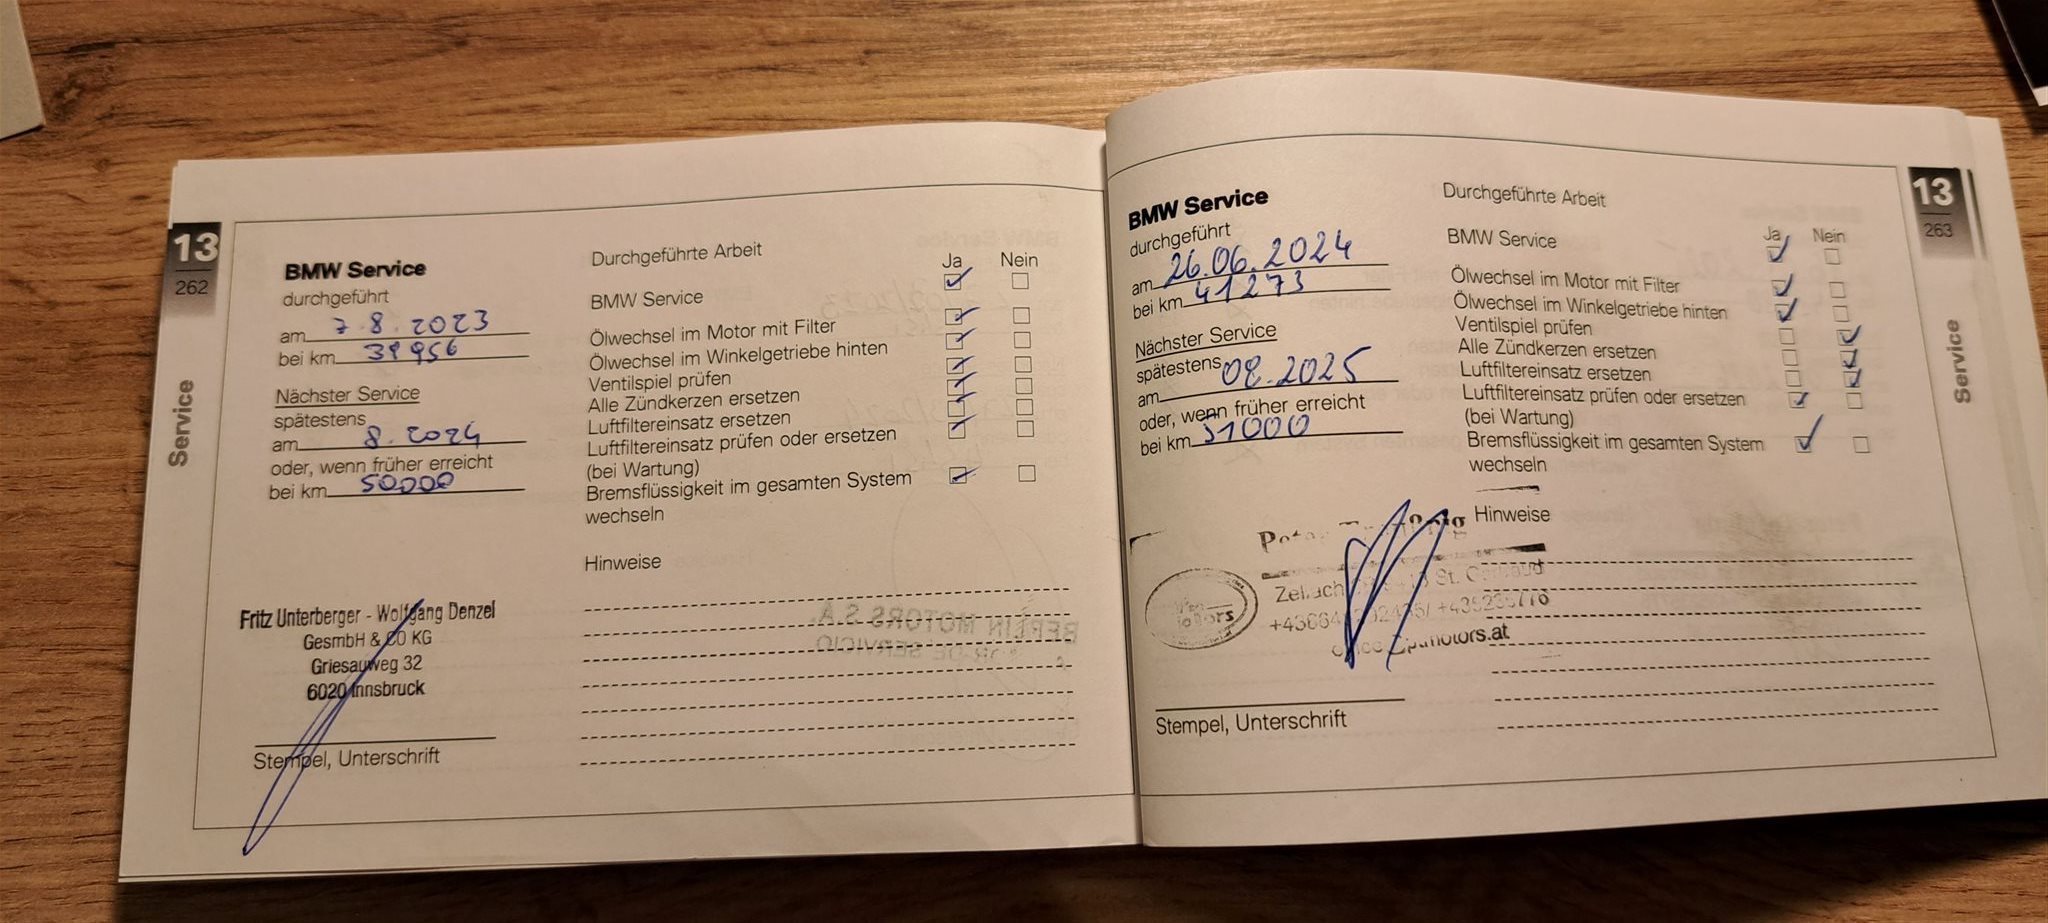 13
262
Service
BMW Service
durchgeführt
am 7.8.2023
bei km 39956
Nächster Service
spätestens
am 8.2024
oder, wenn früher erreicht
bei km 50000
Fritz Unterberger - Wolfgang Denzel
GesmbH & CO KG
Griesauweg 32
6020 Innsbruck
Stempel, Unterschrift
Durchgeführte Arbeit
Ja Nein
BMW Service
Ölwechsel im Motor mit Filter
Ölwechsel im Winkelgetriebe hinten
Ventilspiel prüfen
Alle Zündkerzen ersetzen
Luftfiltereinsatz ersetzen
Luftfiltereinsatz prüfen oder ersetzen
(bei Wartung)
Bremsflüssigkeit im gesamten System
wechseln
Hinweise
BMW Service
durchgeführt
am 26.06.2024
bei km 41273
Nächster Service
spätestens 08.2025
am
oder, wenn früher erreicht
bei km 51000
Stempel, Unterschrift
Durchgeführte Arbeit
Ja Nein
BMW Service
Ölwechsel im Motor mit Filter
Ölwechsel im Winkelgetriebe hinten
Ventilspiel prüfen
Alle Zündkerzen ersetzen
Luftfiltereinsatz ersetzen
Luftfiltereinsatz prüfen oder ersetzen
(bei Wartung)
Bremsflüssigkeit im gesamten System
wechseln
Hinweise
13
263
Service